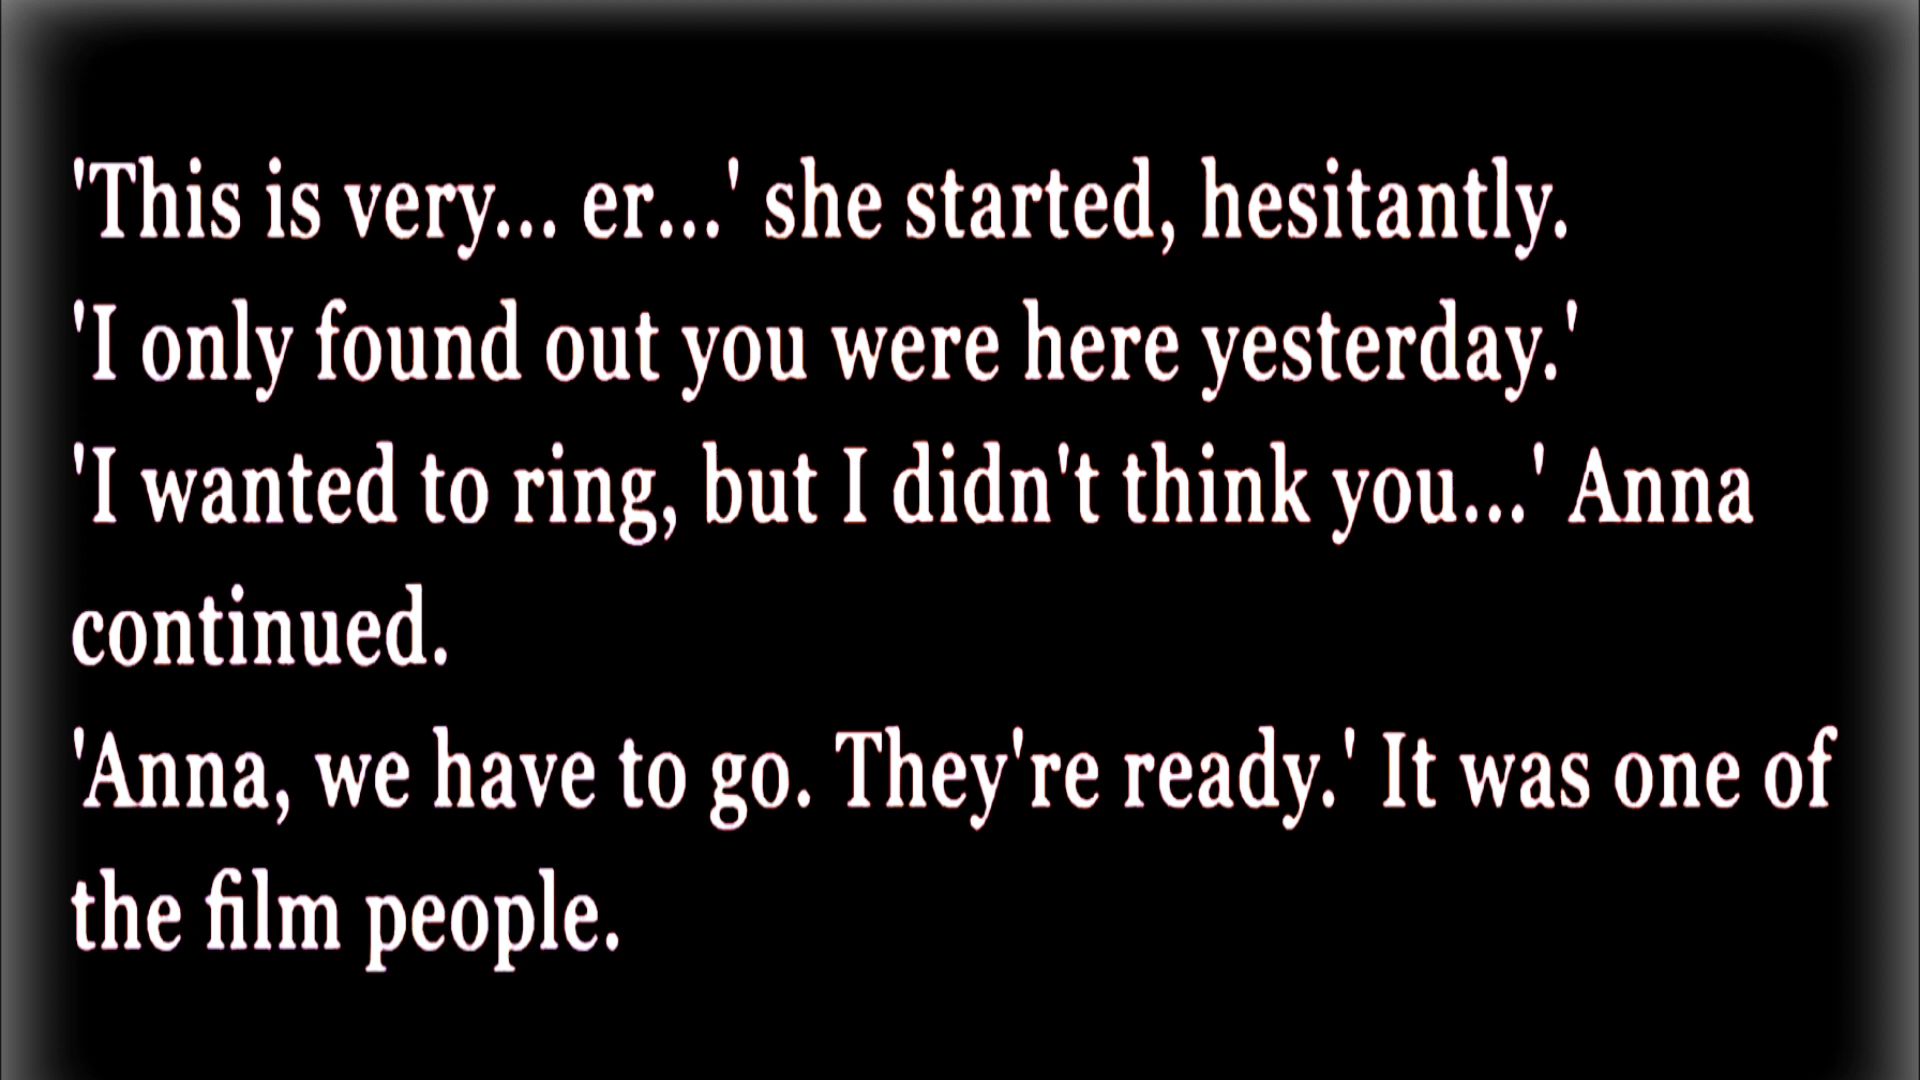 'This is very... er...' she started, hesitantly.
'I only found out you were here yesterday.'
'I wanted to ring, but I didn't think you...' Anna
continued.
'Anna, we have to go. They're ready.' It was one of
the film people.